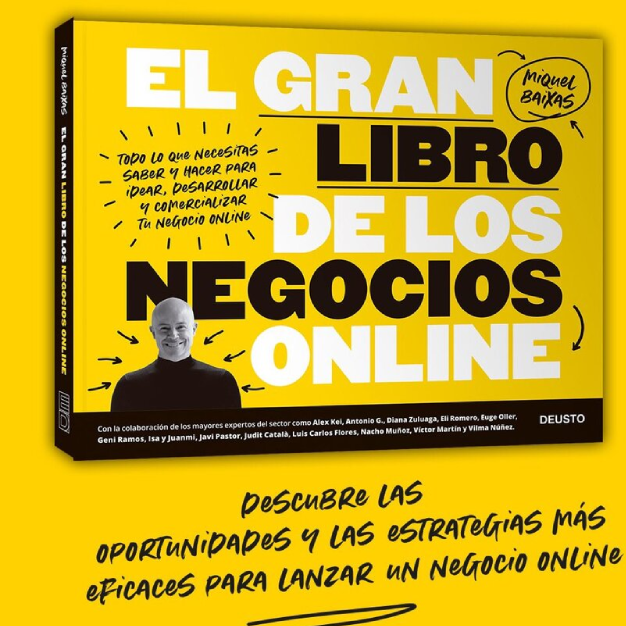 MIQUEL BAIXAS
EL GRAN LIBRO DE LOS NEGOCIOS ONLINE
EL GRAN
LIBRO
DE LOS
NEGOCIOS
ONLINE
MIQUEL
BAIXAS
TODO LO QUE NECESITAS
SABER Y HACER PARA
IDEAR, DESARROLLAR
Y COMERCIALIZAR
TU NEGOCIO ONLINE
Con la colaboración de los mayores expertos del sector como Alex Kei, Antonio G., Diana Zuluaga, Eli Romero, Euge Oller,
Geni Ramos, Isa y Juanmi, Javi Pastor, Judit Català, Luis Carlos Flores, Nacho Muñoz, Víctor Martín y Vilma Núñez.
DEUSTO
DESCUBRE LAS
OPORTUNIDADES Y LAS ESTRATEGIAS MÁS
EFICACES PARA LANZAR UN NEGOCIO ONLINE